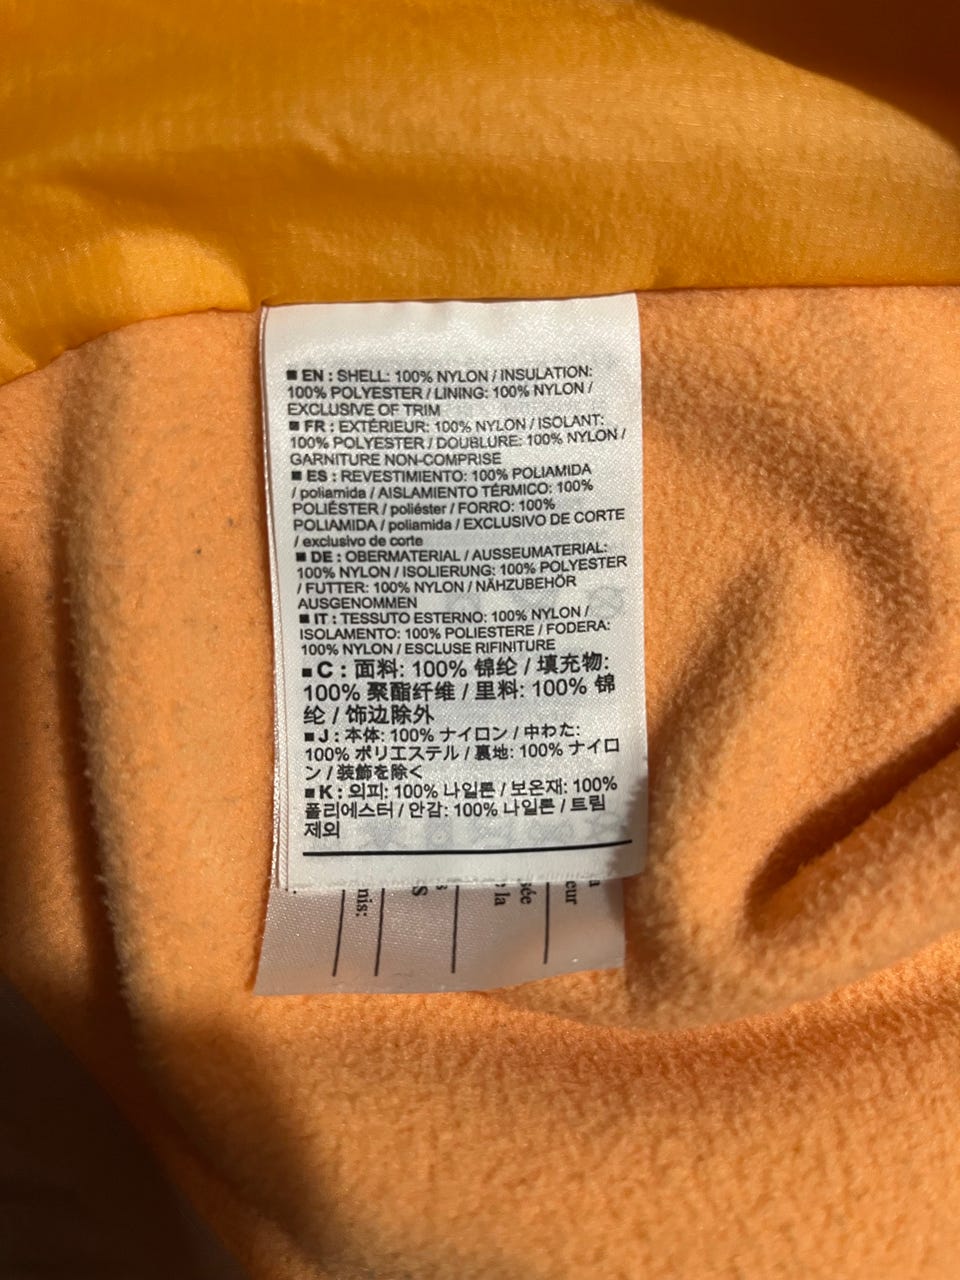 ■ EN : SHELL: 100% NYLON / INSULATION:
100% POLYESTER / LINING: 100% NYLON /
EXCLUSIVE OF TRIM
■ FR : EXTÉRIEUR: 100% NYLON / ISOLANT:
100% POLYESTER / DOUBLURE: 100% NYLON /
GARNITURE NON-COMPRISE
■ ES : REVESTIMIENTO: 100% POLIAMIDA
/ poliamida / AISLAMIENTO TÉRMICO: 100%
POLIÉSTER / poliéster / FORRO: 100%
POLIAMIDA / poliamida / EXCLUSIVO DE CORTE
/ exclusivo de corte
■ DE : OBERMATERIAL / AUSSEUMATERIAL:
100% NYLON / ISOLIERUNG: 100% POLYESTER
/ FUTTER: 100% NYLON / NÄHZUBEHÖR
AUSGENOMMEN
■ IT : TESSUTO ESTERNO: 100% NYLON /
ISOLAMENTO: 100% POLIESTERE / FODERA:
100% NYLON / ESCLUSE RIFINITURE
■ C : 面料: 100% 锦纶 / 填充物:
100% 聚酯纤维 / 里料: 100% 锦
纶 / 饰边除外
■ J : 本体: 100% ナイロン / 中わた:
100% ポリエステル / 裏地: 100% ナイロ
ン / 装飾を除く
■ K : 외피: 100% 나일론 / 보온재: 100%
폴리에스터 / 안감: 100% 나일론 / 트림
제외
nis:
S
la
sée
eur